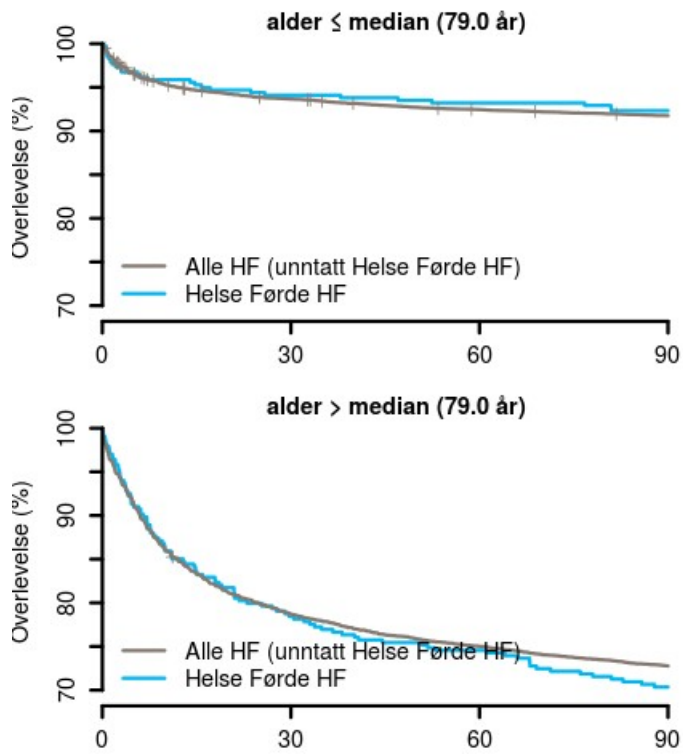 alder ≤ median (79.0 år)
Overlevelse (%)
100
90
80
70
Alle HF (unntatt Helse Førde HF)
Helse Førde HF
0 30 60 90
alder > median (79.0 år)
Overlevelse (%)
100
90
80
70
Alle HF (unntatt Helse Førde HF)
Helse Førde HF
0 30 60 90